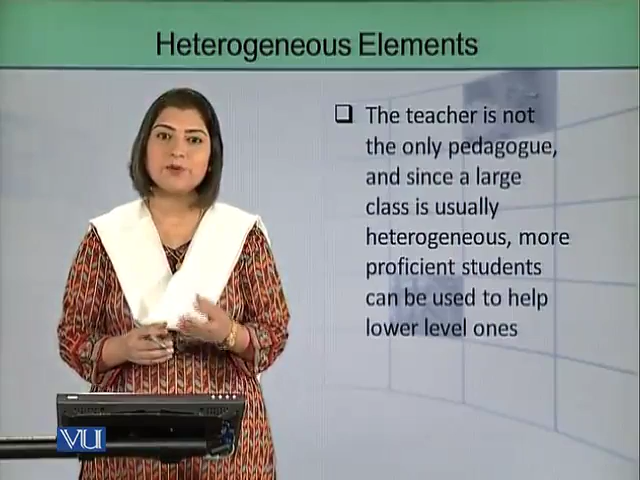 Heterogeneous Elements
❑ The teacher is not
the only pedagogue,
and since a large
class is usually
heterogeneous, more
proficient students
can be used to help
lower level ones
VU